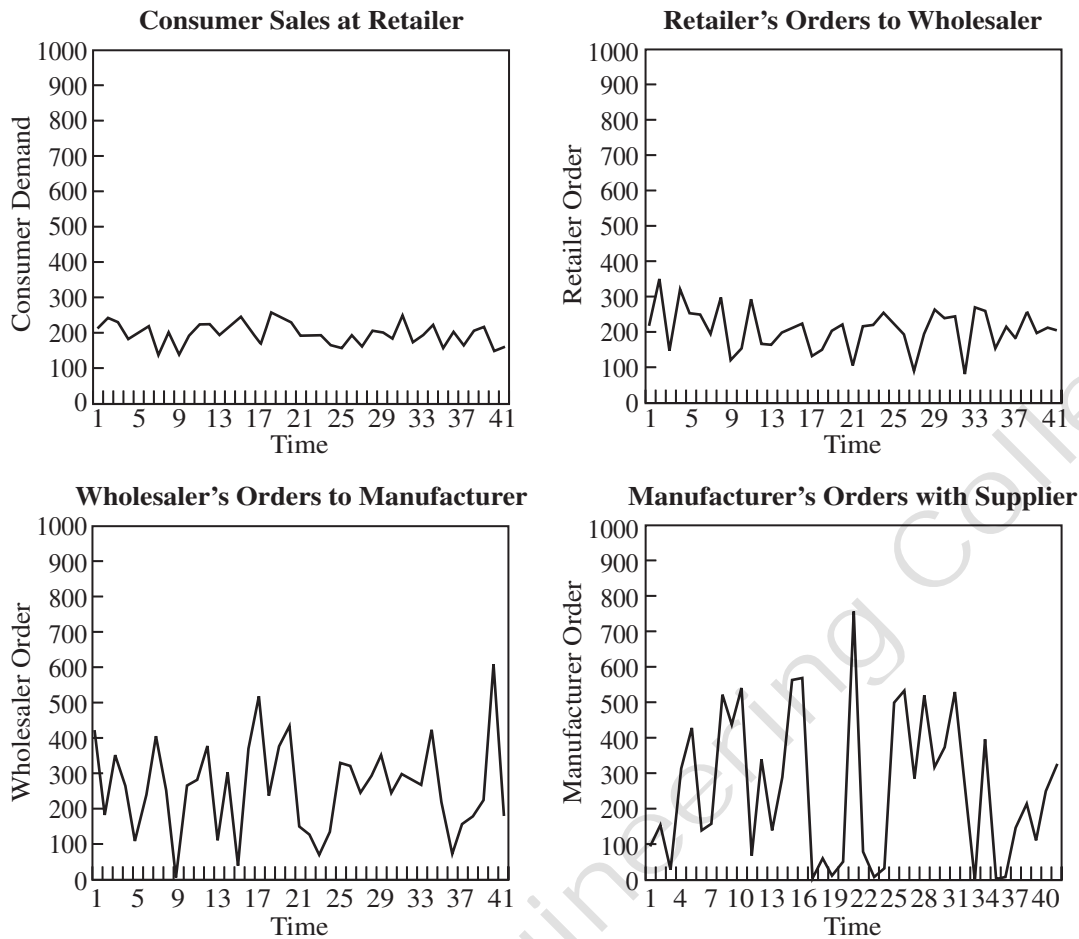 Consumer Sales at Retailer
1000
900
800
700
600
500
400
300
200
100
0
Consumer Demand
1 5 9 13 17 21 25 29 33 37 41
Time
Retailer’s Orders to Wholesaler
1000
900
800
700
600
500
400
300
200
100
0
Retailer Order
1 5 9 13 17 21 25 29 33 37 41
Time
Wholesaler’s Orders to Manufacturer
1000
900
800
700
600
500
400
300
200
100
0
Wholesaler Order
1 5 9 13 17 21 25 29 33 37 41
Time
Manufacturer’s Orders with Supplier
1000
900
800
700
600
500
400
300
200
100
0
Manufacturer Order
1 4 7 10 13 16 19 22 25 28 31 34 37 40
Time